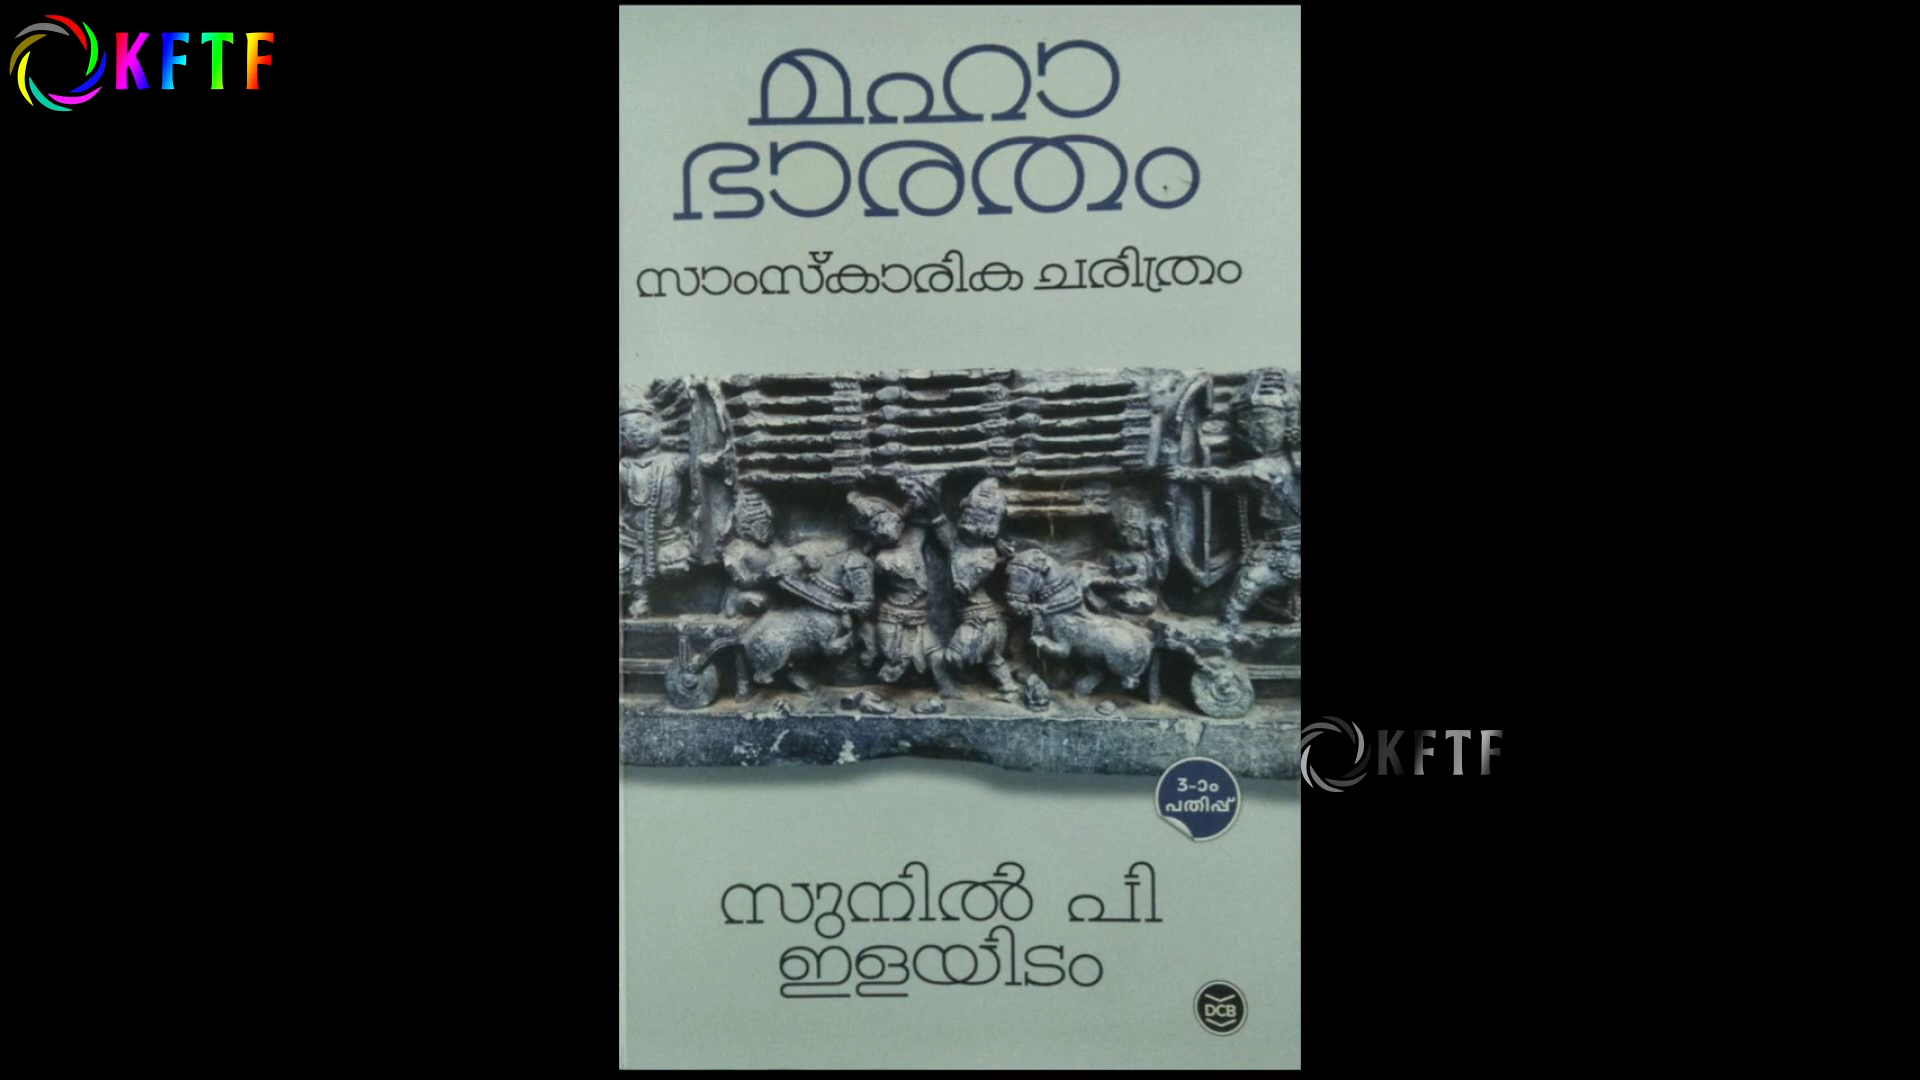 KFTF
മഹാ
ഭാരതം
സാംസ്കാരിക ചരിത്രം
3-ാം
പതിപ്പ്
KFTF
സുനിൽ പി
ഇളയിടം
DCB